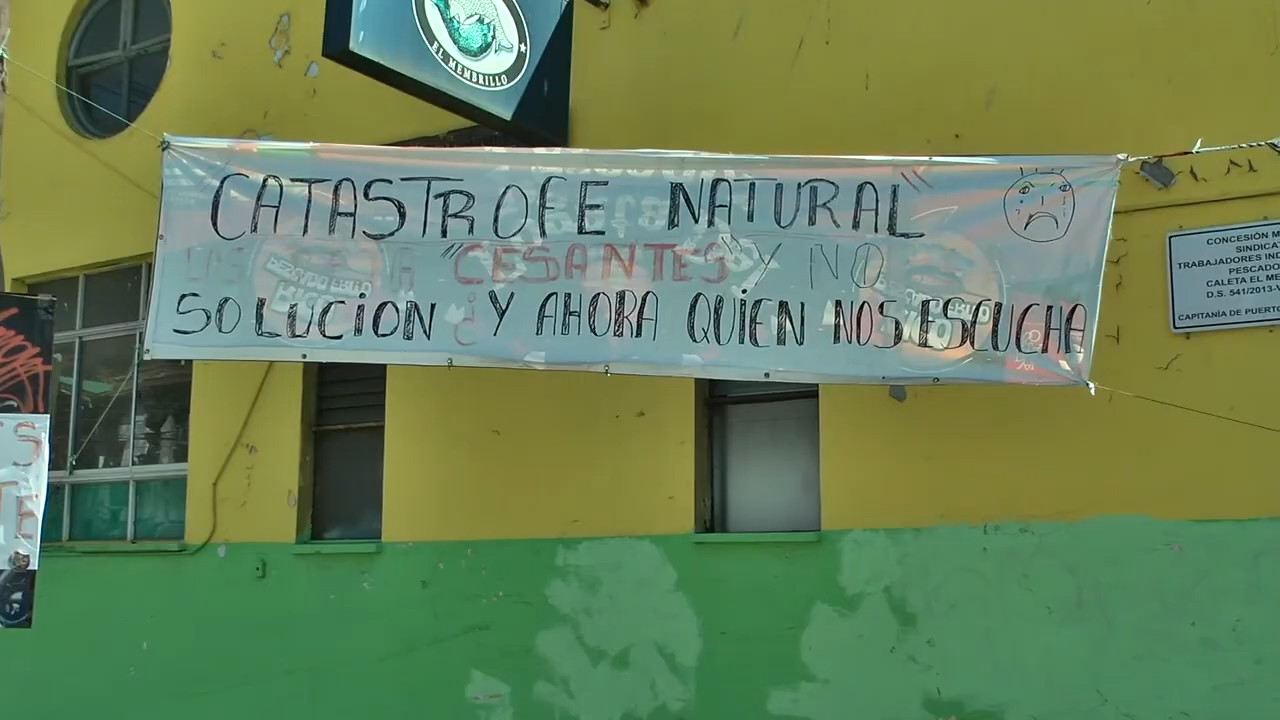 EL MEMBRILLO
CATASTROFE NATURAL"
"CESANTES" Y NO
SOLUCION ¿ Y AHORA QUIEN NOS ESCUCHA
CONCESIÓN M
SINDICA
TRABAJADORES IND
PESCADO
CALETA EL ME
D.S. 541/2013-V
CAPITANÍA DE PUERTO